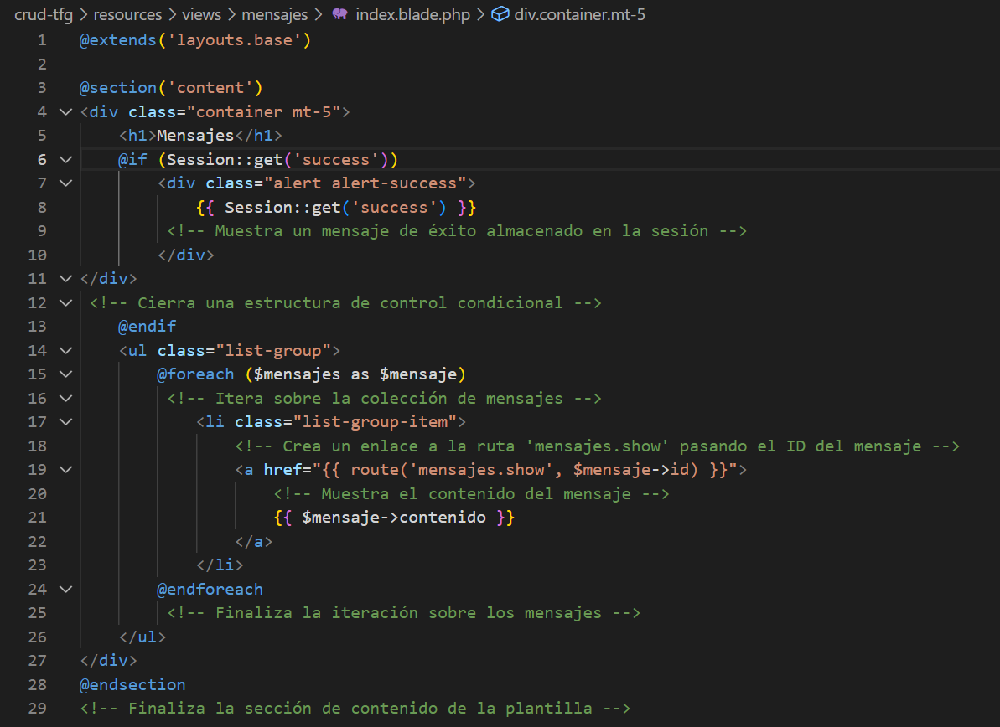 crud-tfg > resources > views > mensajes > index.blade.php > div.container.mt-5
1 @extends('layouts.base')
2
3 @section('content')
4 <div class="container mt-5">
5     <h1>Mensajes</h1>
6     @if (Session::get('success'))
7         <div class="alert alert-success">
8             {{ Session::get('success') }}
9          <!-- Muestra un mensaje de éxito almacenado en la sesión -->
10         </div>
11 </div>
12  <!-- Cierra una estructura de control condicional -->
13     @endif
14     <ul class="list-group">
15         @foreach ($mensajes as $mensaje)
16          <!-- Itera sobre la colección de mensajes -->
17             <li class="list-group-item">
18                 <!-- Crea un enlace a la ruta 'mensajes.show' pasando el ID del mensaje -->
19                 <a href="{{ route('mensajes.show', $mensaje->id) }}">
20                     <!-- Muestra el contenido del mensaje -->
21                     {{ $mensaje->contenido }}
22                 </a>
23             </li>
24         @endforeach
25          <!-- Finaliza la iteración sobre los mensajes -->
26     </ul>
27 </div>
28 @endsection
29 <!-- Finaliza la sección de contenido de la plantilla -->